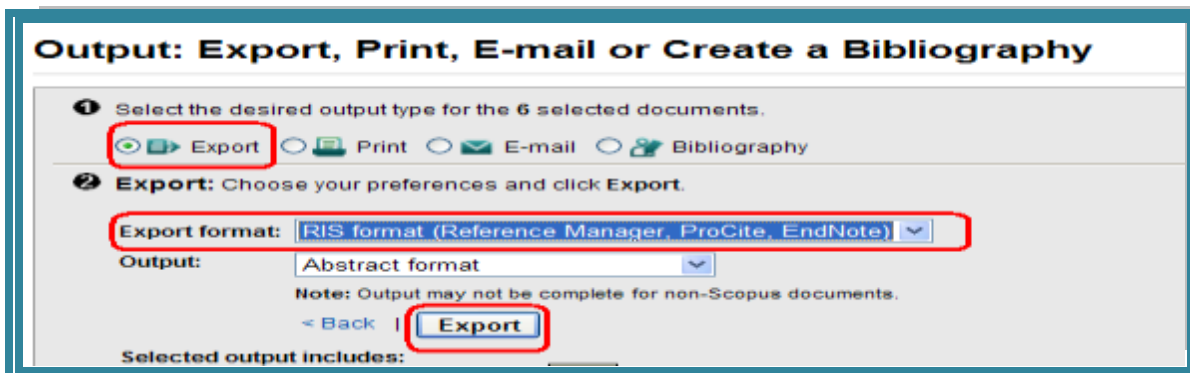 Output: Export, Print, E-mail or Create a Bibliography
1 Select the desired output type for the 6 selected documents.
Export Print E-mail Bibliography
2 Export: Choose your preferences and click Export.
Export format: RIS format (Reference Manager, ProCite, EndNote)
Output: Abstract format
Note: Output may not be complete for non-Scopus documents.
< Back | Export
Selected output includes: